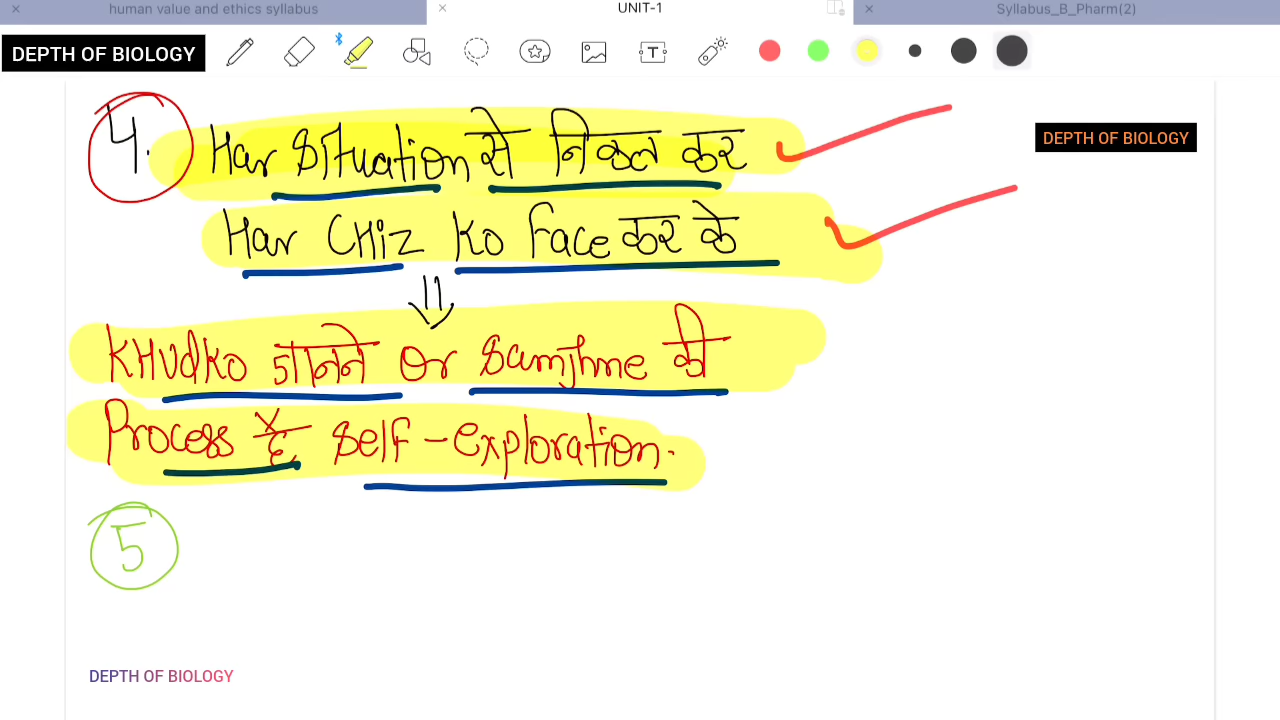 human value and ethics syllabus
UNIT-1
Syllabus_B_Pharm(2)
DEPTH OF BIOLOGY
T
DEPTH OF BIOLOGY
4.
Har Situation से निकल कर
Har CHiz Ko Face कर के
KHUdKo जानने Or Samjhme की
Process है Self-exploration.
5
DEPTH OF BIOLOGY